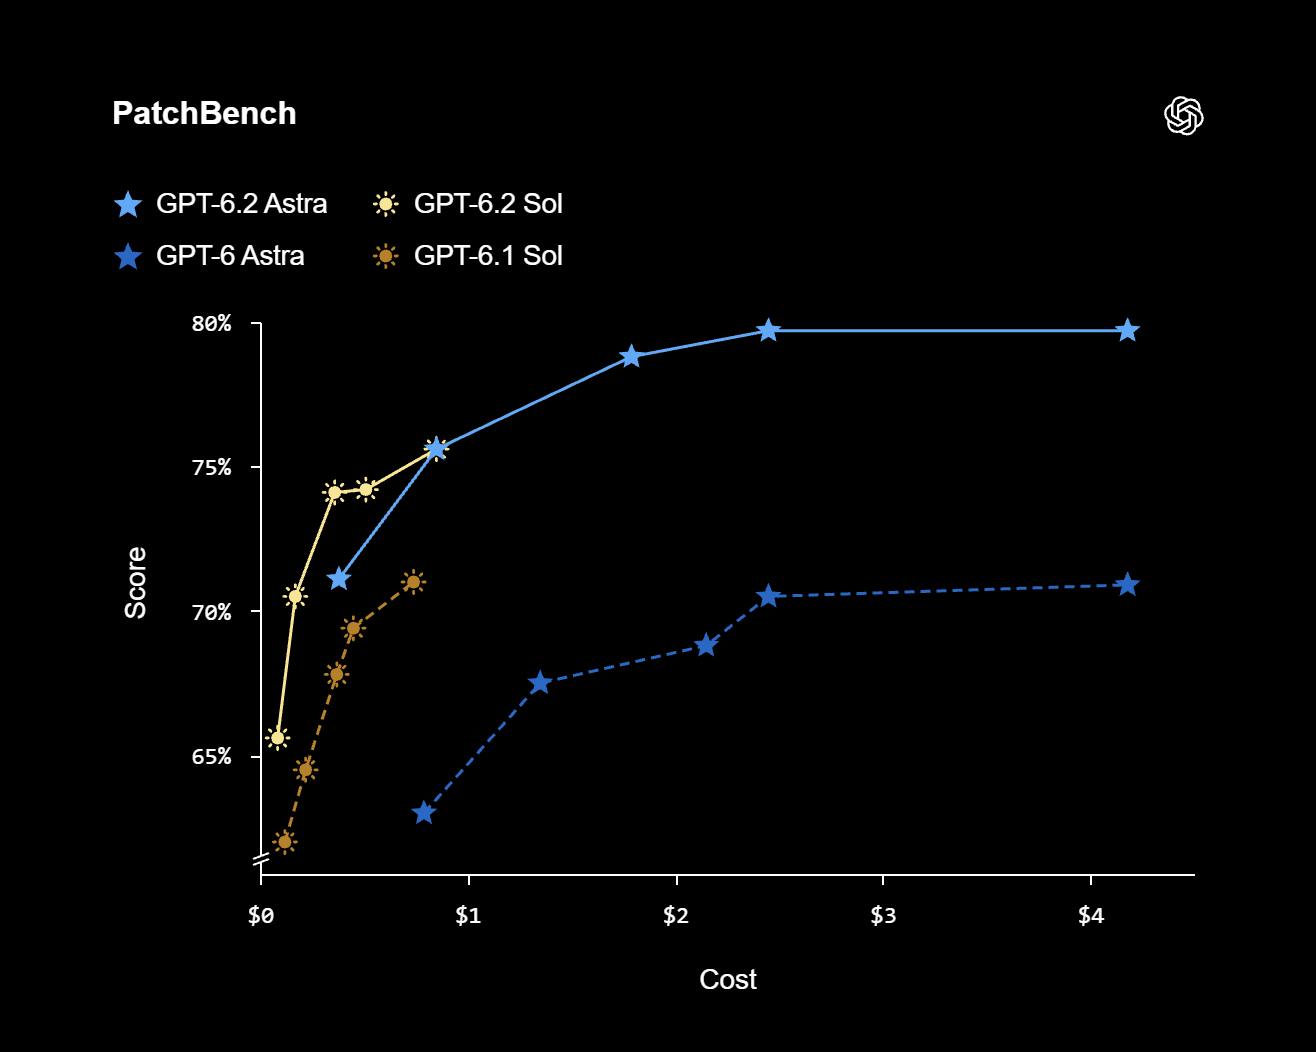 PatchBench
GPT-6.2 Astra
GPT-6.2 Sol
GPT-6 Astra
GPT-6.1 Sol
80%
75%
70%
65%
Score
$0
$1
$2
$3
$4
Cost